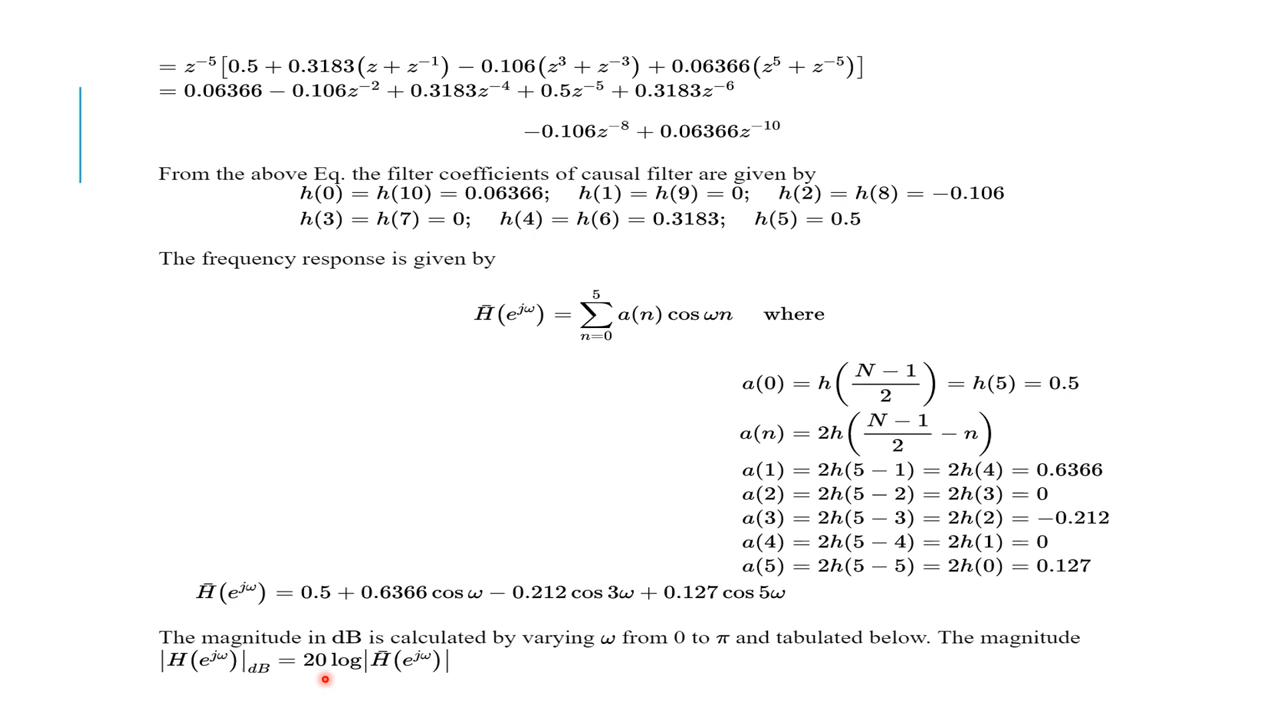 = z⁻⁵[0.5 + 0.3183(z + z⁻¹) − 0.106(z³ + z⁻³) + 0.06366(z⁵ + z⁻⁵)]
= 0.06366 − 0.106z⁻² + 0.3183z⁻⁴ + 0.5z⁻⁵ + 0.3183z⁻⁶
−0.106z⁻⁸ + 0.06366z⁻¹⁰
From the above Eq. the filter coefficients of causal filter are given by
h(0) = h(10) = 0.06366; h(1) = h(9) = 0; h(2) = h(8) = −0.106
h(3) = h(7) = 0; h(4) = h(6) = 0.3183; h(5) = 0.5
The frequency response is given by
H̄(e^{jω}) = ∑_{n=0}^{5} a(n) cos ωn where
a(0) = h((N − 1)/2) = h(5) = 0.5
a(n) = 2h((N − 1)/2 − n)
a(1) = 2h(5 − 1) = 2h(4) = 0.6366
a(2) = 2h(5 − 2) = 2h(3) = 0
a(3) = 2h(5 − 3) = 2h(2) = −0.212
a(4) = 2h(5 − 4) = 2h(1) = 0
a(5) = 2h(5 − 5) = 2h(0) = 0.127
H̄(e^{jω}) = 0.5 + 0.6366 cos ω − 0.212 cos 3ω + 0.127 cos 5ω
The magnitude in dB is calculated by varying ω from 0 to π and tabulated below. The magnitude
|H(e^{jω})|_{dB} = 20 log|H̄(e^{jω})|